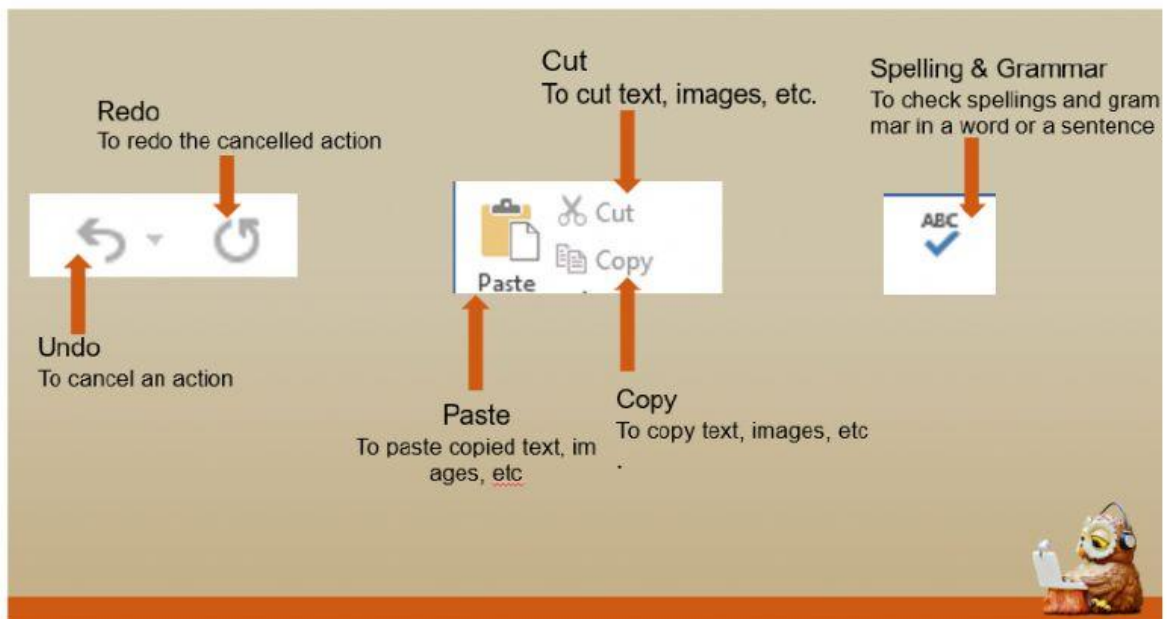 Redo
To redo the cancelled action
Undo
To cancel an action
Cut
To cut text, images, etc.
Cut
Copy
Paste
Paste
To paste copied text, im
ages, etc
Copy
To copy text, images, etc
.
Spelling & Grammar
To check spellings and gram
mar in a word or a sentence
ABC